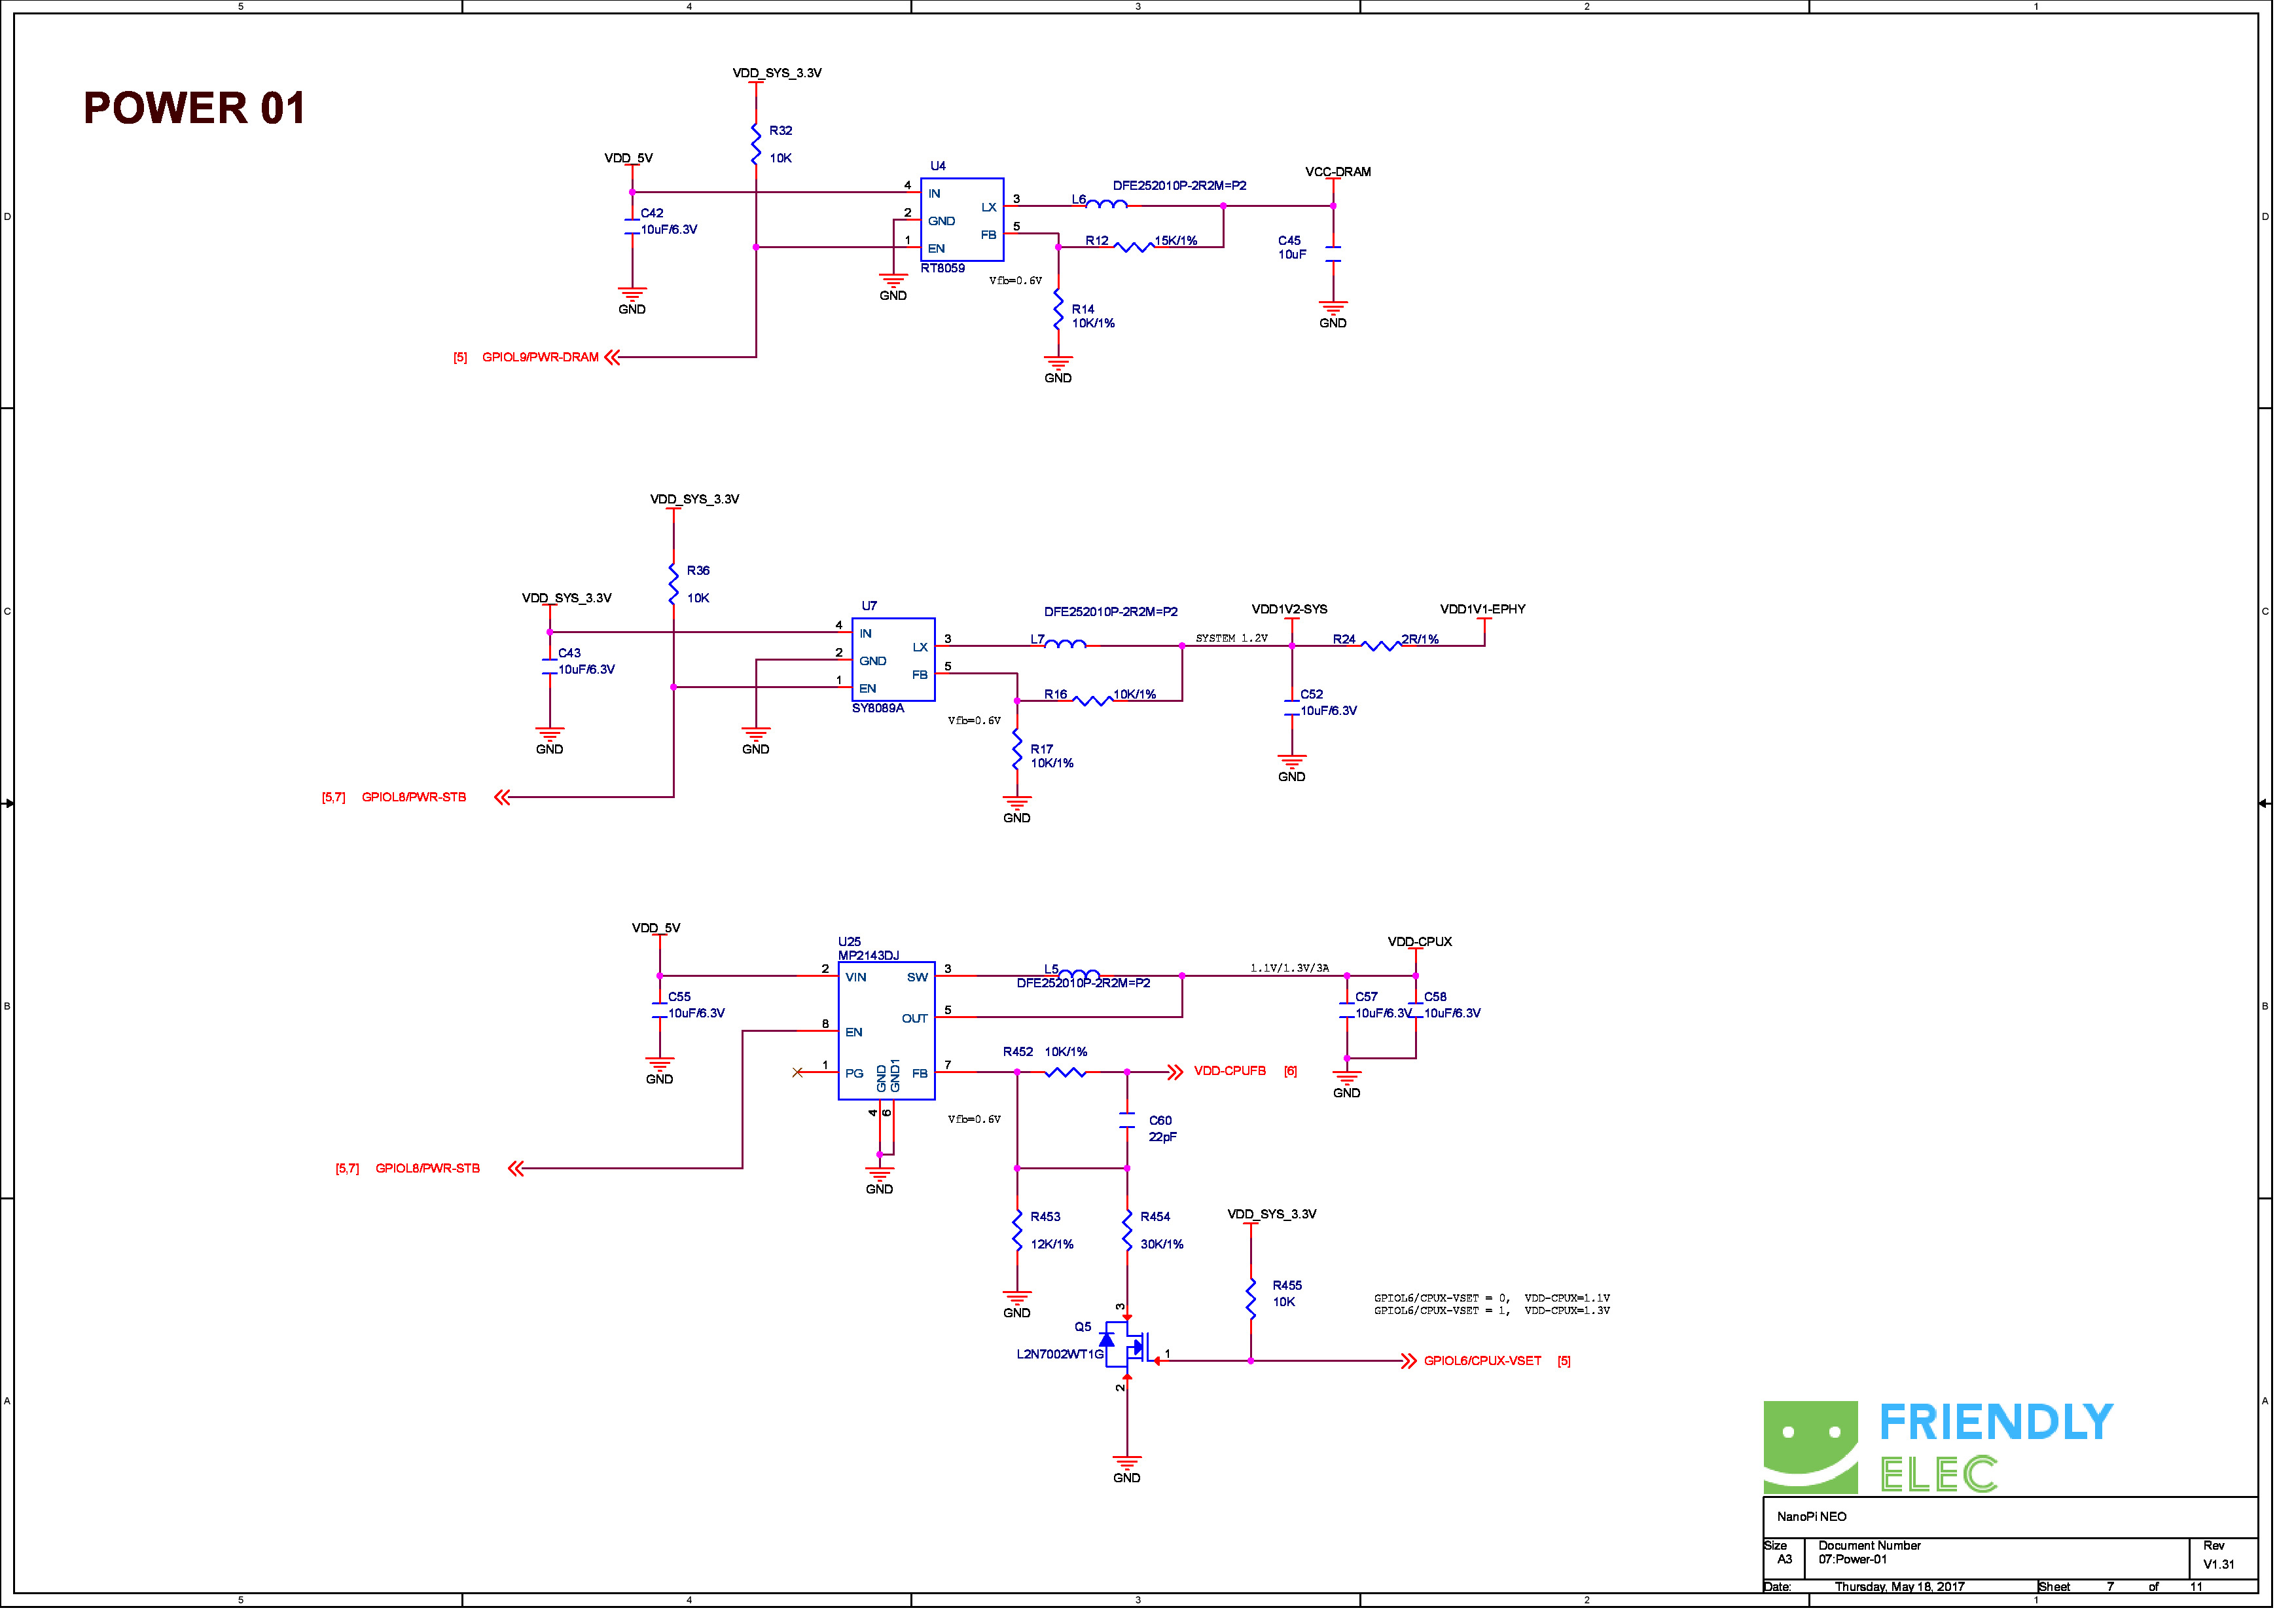 5 4 3 2 1
POWER 01
VDD_SYS_3.3V
R32
10K
VDD_5V
C42
10uF/6.3V
GND
U4
4 IN
2 GND
1 EN
LX 3
FB 5
RT8059
GND
Vfb=0.6V
L6
DFE252010P-2R2M=P2
R12 15K/1%
R14
10K/1%
GND
VCC-DRAM
C45
10uF
GND
[5] GPIOL9/PWR-DRAM
VDD_SYS_3.3V
R36
10K
VDD_SYS_3.3V
C43
10uF/6.3V
GND
U7
4 IN
2 GND
1 EN
LX 3
FB 5
SY8089A
GND
Vfb=0.6V
L7
DFE252010P-2R2M=P2
R16 10K/1%
R17
10K/1%
GND
SYSTEM 1.2V
VDD1V2-SYS
C52
10uF/6.3V
GND
R24 2R/1%
VDD1V1-EPHY
[5,7] GPIOL8/PWR-STB
VDD_5V
C55
10uF/6.3V
GND
U25
MP2143DJ
2 VIN
8 EN
1 PG
GND 4
GND1 6
SW 3
OUT 5
FB 7
GND
Vfb=0.6V
L5
DFE252010P-2R2M=P2
1.1V/1.3V/3A
VDD-CPUX
C57
10uF/6.3V
C58
10uF/6.3V
GND
R452 10K/1%
VDD-CPUFB [6]
C60
22pF
[5,7] GPIOL8/PWR-STB
R453
12K/1%
GND
R454
30K/1%
VDD_SYS_3.3V
R455
10K
3
Q5
L2N7002WT1G
1
2
GND
GPIOL6/CPUX-VSET = 0, VDD-CPUX=1.1V
GPIOL6/CPUX-VSET = 1, VDD-CPUX=1.3V
GPIOL6/CPUX-VSET [5]
D
C
B
A
D
C
B
A
FRIENDLY
ELEC
NanoPi NEO
Size
A3
Document Number
07:Power-01
Rev
V1.31
Date: Thursday, May 18, 2017 Sheet 7 of 11
5 4 3 2 1